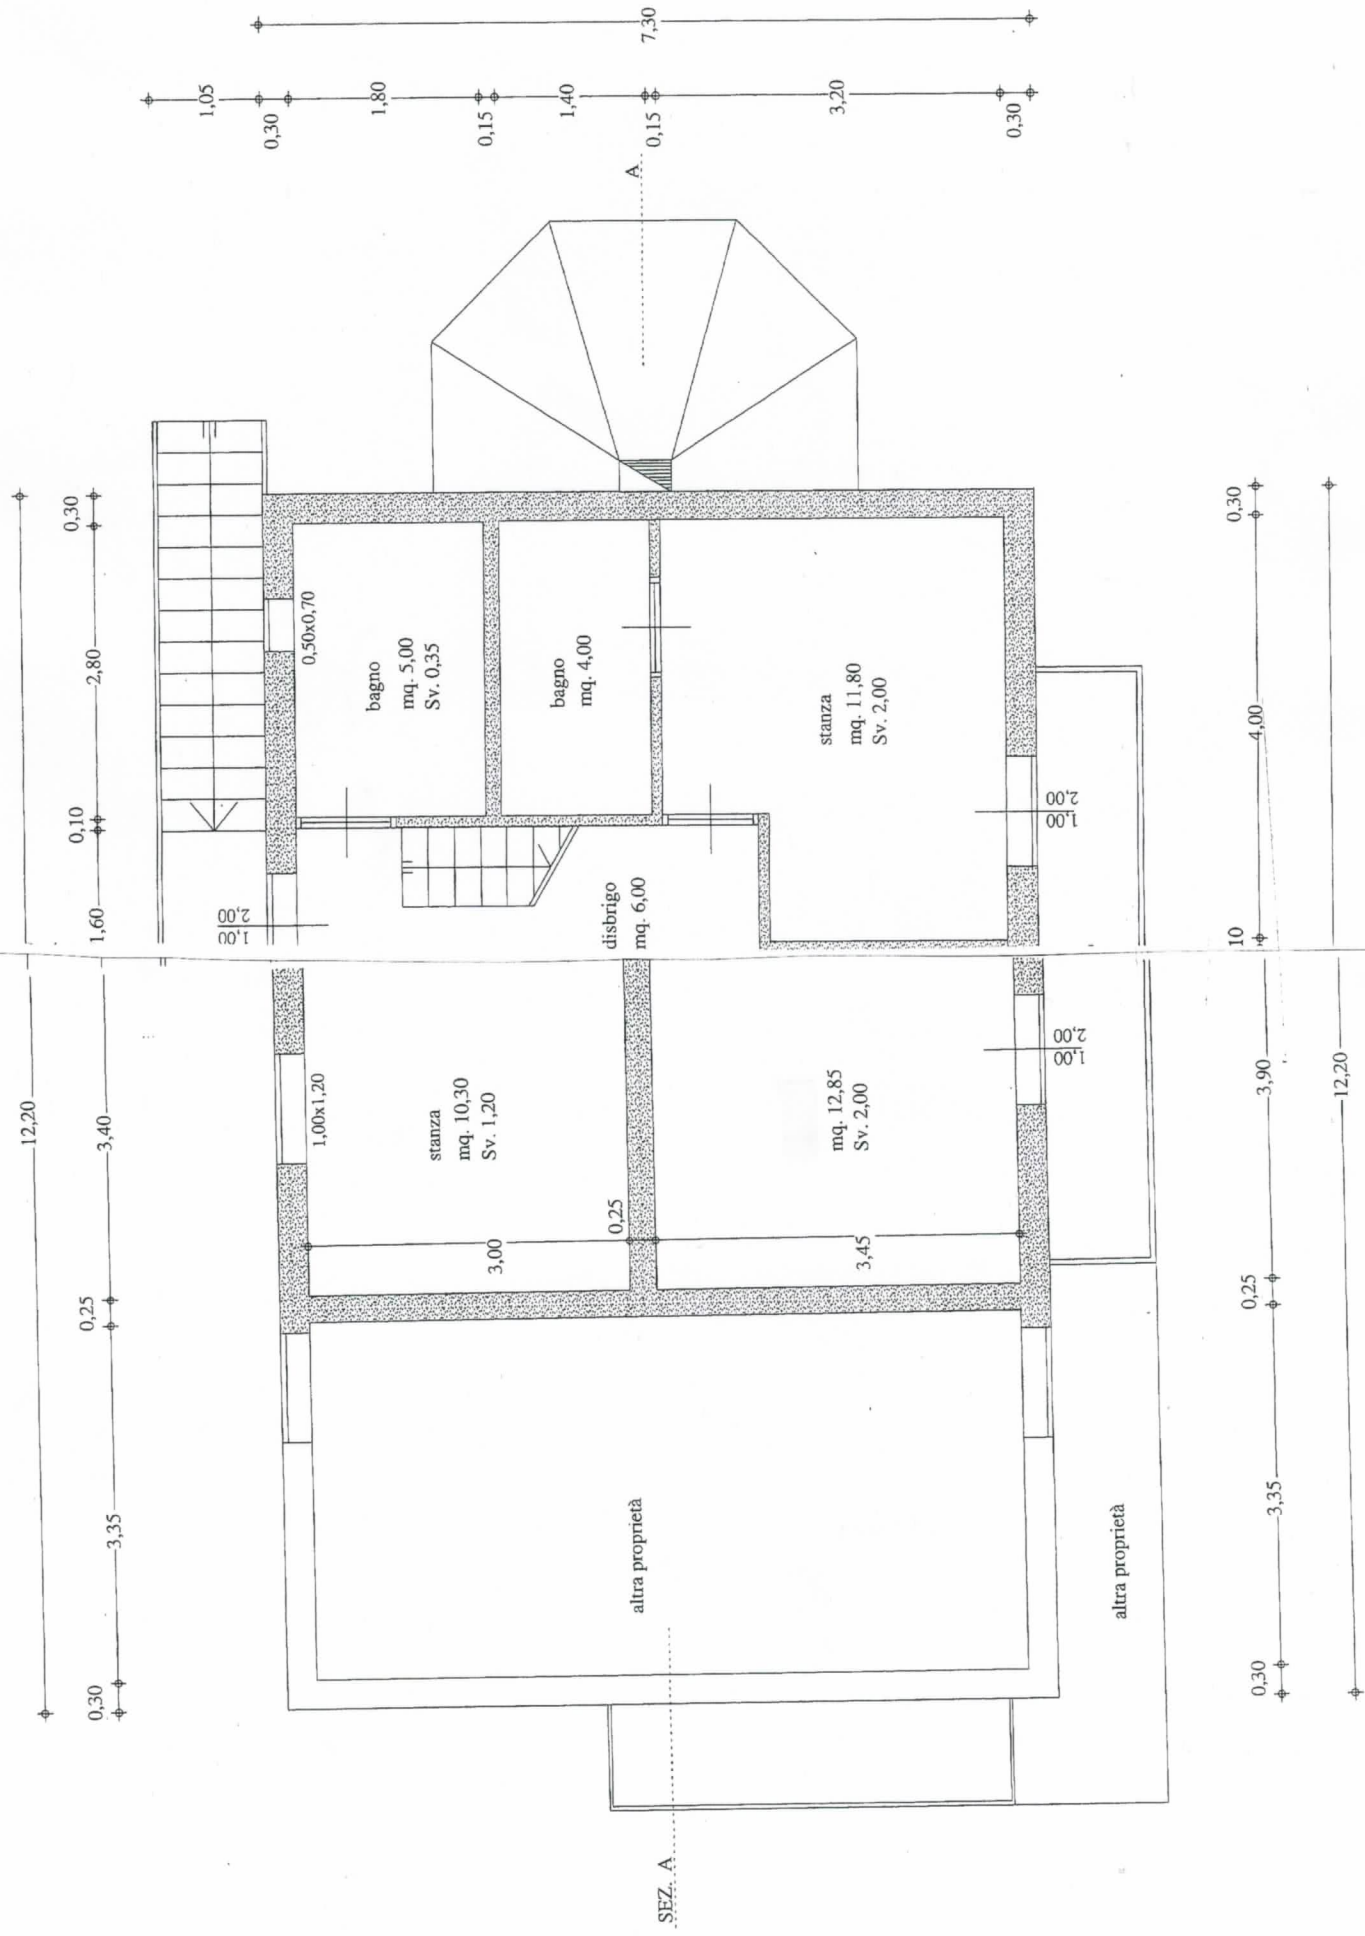 7,30
1,05
0,30
1,80
0,15
1,40
0,15
3,20
0,30
A
12,20
0,30
2,80
0,10
1,60
3,40
0,25
3,35
0,30
0,50x0,70
bagno
mq. 5,00
Sv. 0,35
bagno
mq. 4,00
stanza
mq. 11,80
Sv. 2,00
1,00
2,00
disbrigo
mq. 6,00
1,00
2,00
1,00x1,20
stanza
mq. 10,30
Sv. 1,20
mq. 12,85
Sv. 2,00
1,00
2,00
3,00
0,25
3,45
altra proprietà
altra proprietà
0,30
4,00
10
3,90
0,25
3,35
0,30
12,20
SEZ. A